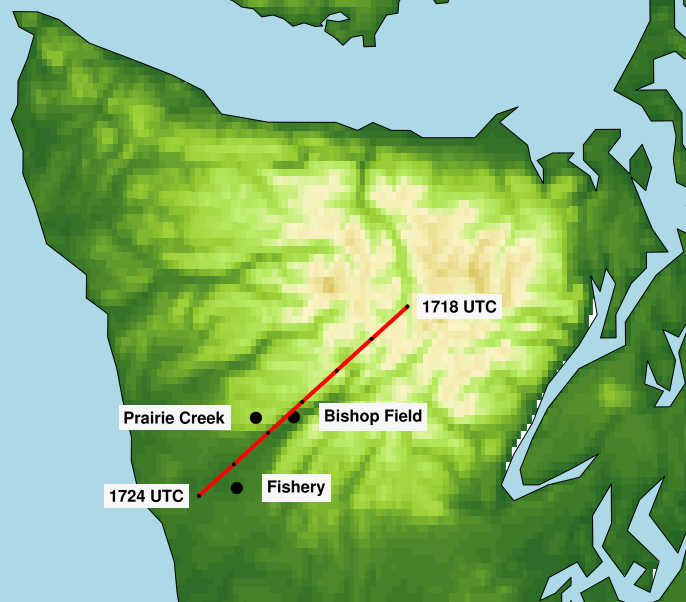 1718 UTC
Prairie Creek
Bishop Field
Fishery
1724 UTC